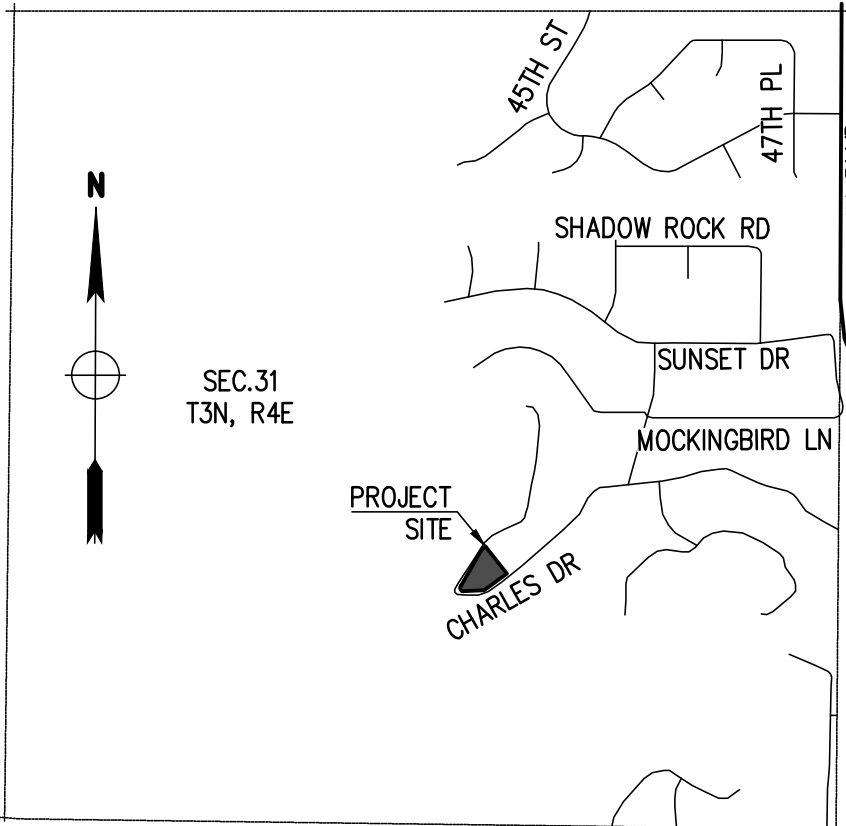 45TH ST
47TH PL
N
SHADOW ROCK RD
SUNSET DR
SEC.31
T3N, R4E
MOCKINGBIRD LN
PROJECT
SITE
CHARLES DR